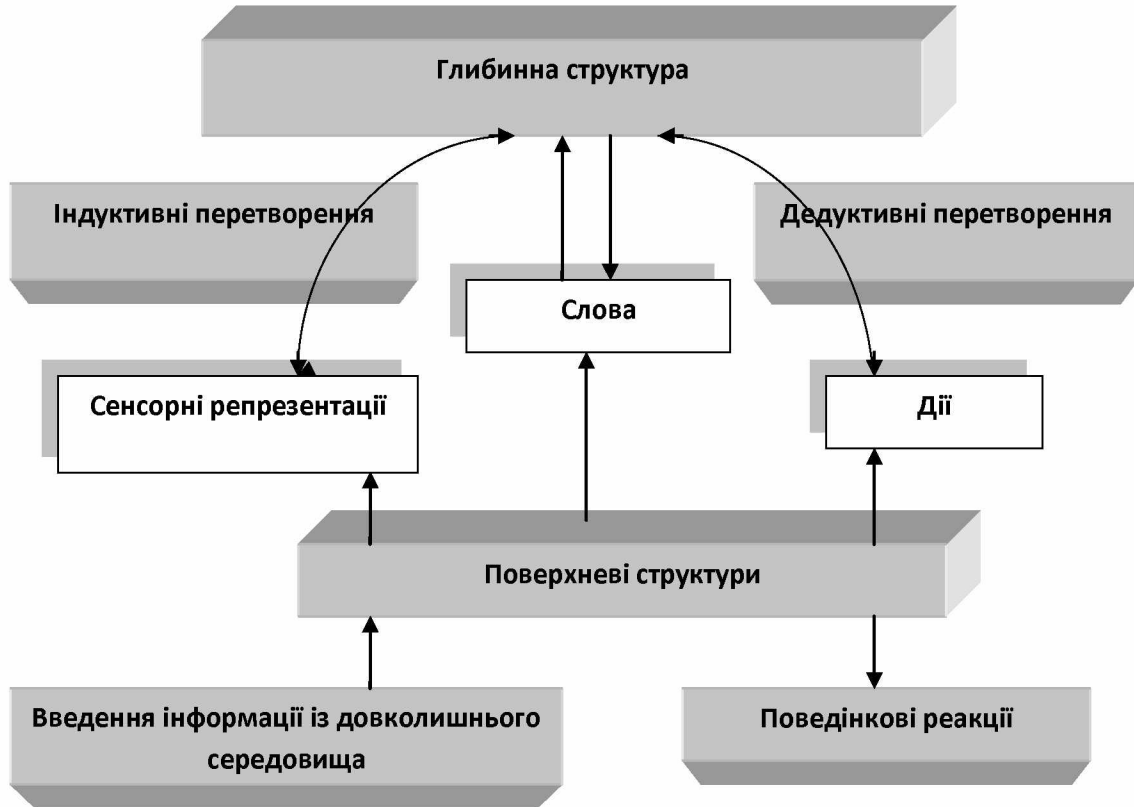 Глибинна структура
Індуктивні перетворення
Дедуктивні перетворення
Слова
Сенсорні репрезентації
Дії
Поверхневі структури
Введення інформації із довколишнього
середовища
Поведінкові реакції